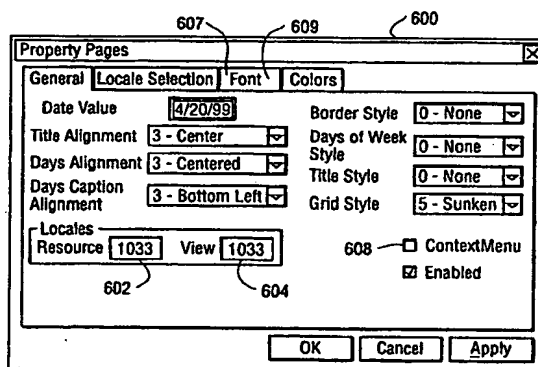 607
609
600
Property Pages
General Locale Selection Font Colors
Date Value 4/20/99
Title Alignment 3 - Center
Days Alignment 3 - Centered
Days Caption
Alignment 3 - Bottom Left
Border Style 0 - None
Days of Week
Style 0 - None
Title Style 0 - None
Grid Style 5 - Sunken
Locales
Resource 1033 View 1033
602 604
608 ContextMenu
Enabled
OK Cancel Apply